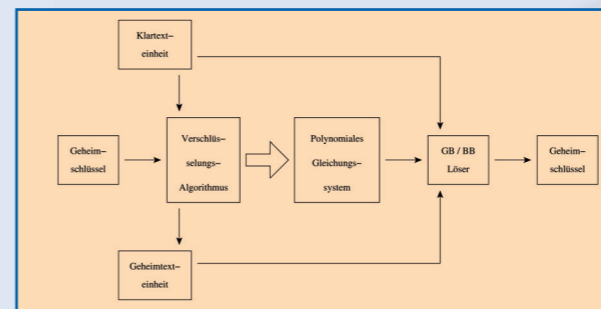 Klartext–
einheit
Geheim–
schlüssel
Verschlüs–
selungs–
Algorithmus
Polynomiales
Gleichungs–
system
GB / BB
Löser
Geheim–
schlüssel
Geheimtext–
einheit